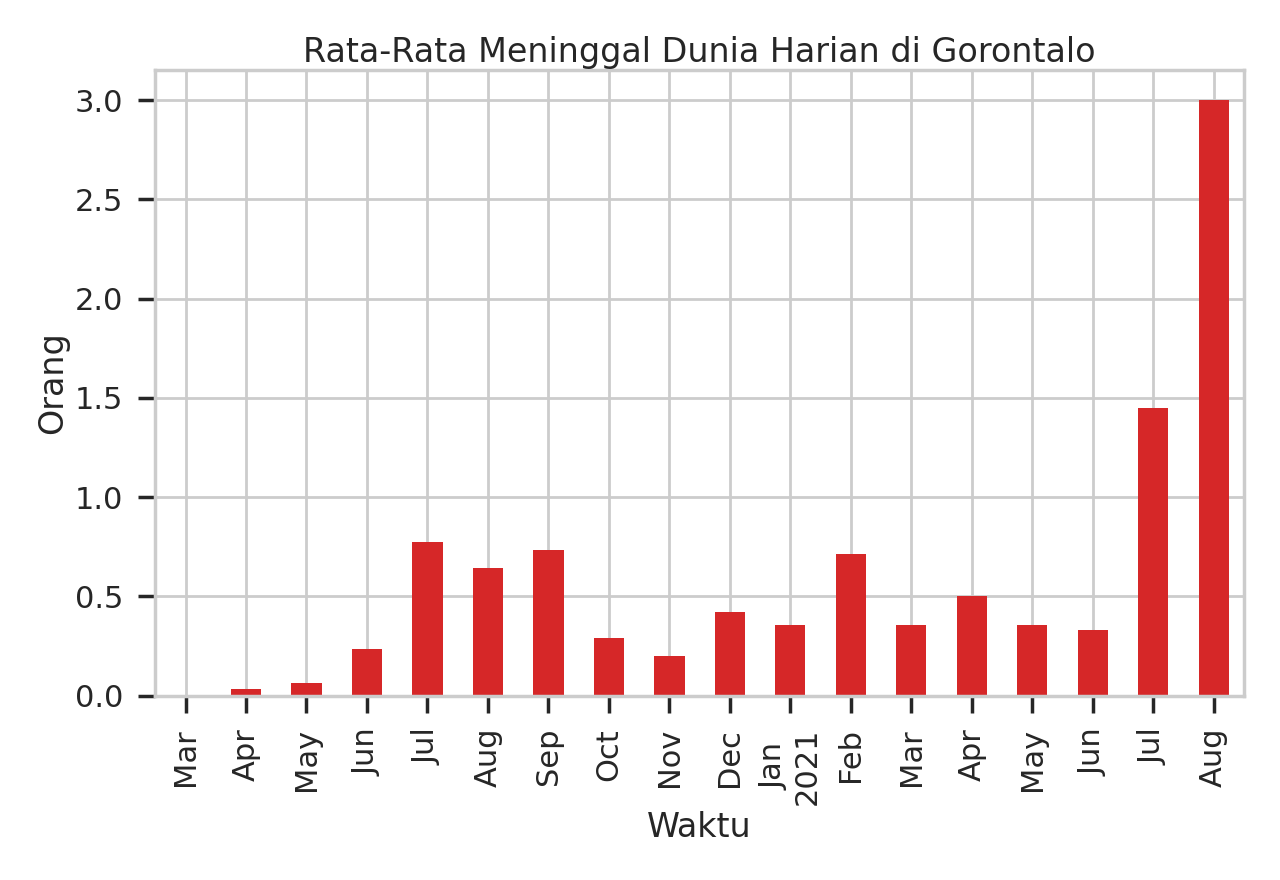 Rata-Rata Meninggal Dunia Harian di Gorontalo
Orang
3.0
2.5
2.0
1.5
1.0
0.5
0.0
Mar
Apr
May
Jun
Jul
Aug
Sep
Oct
Nov
Dec
Jan
2021
Feb
Mar
Apr
May
Jun
Jul
Aug
Waktu